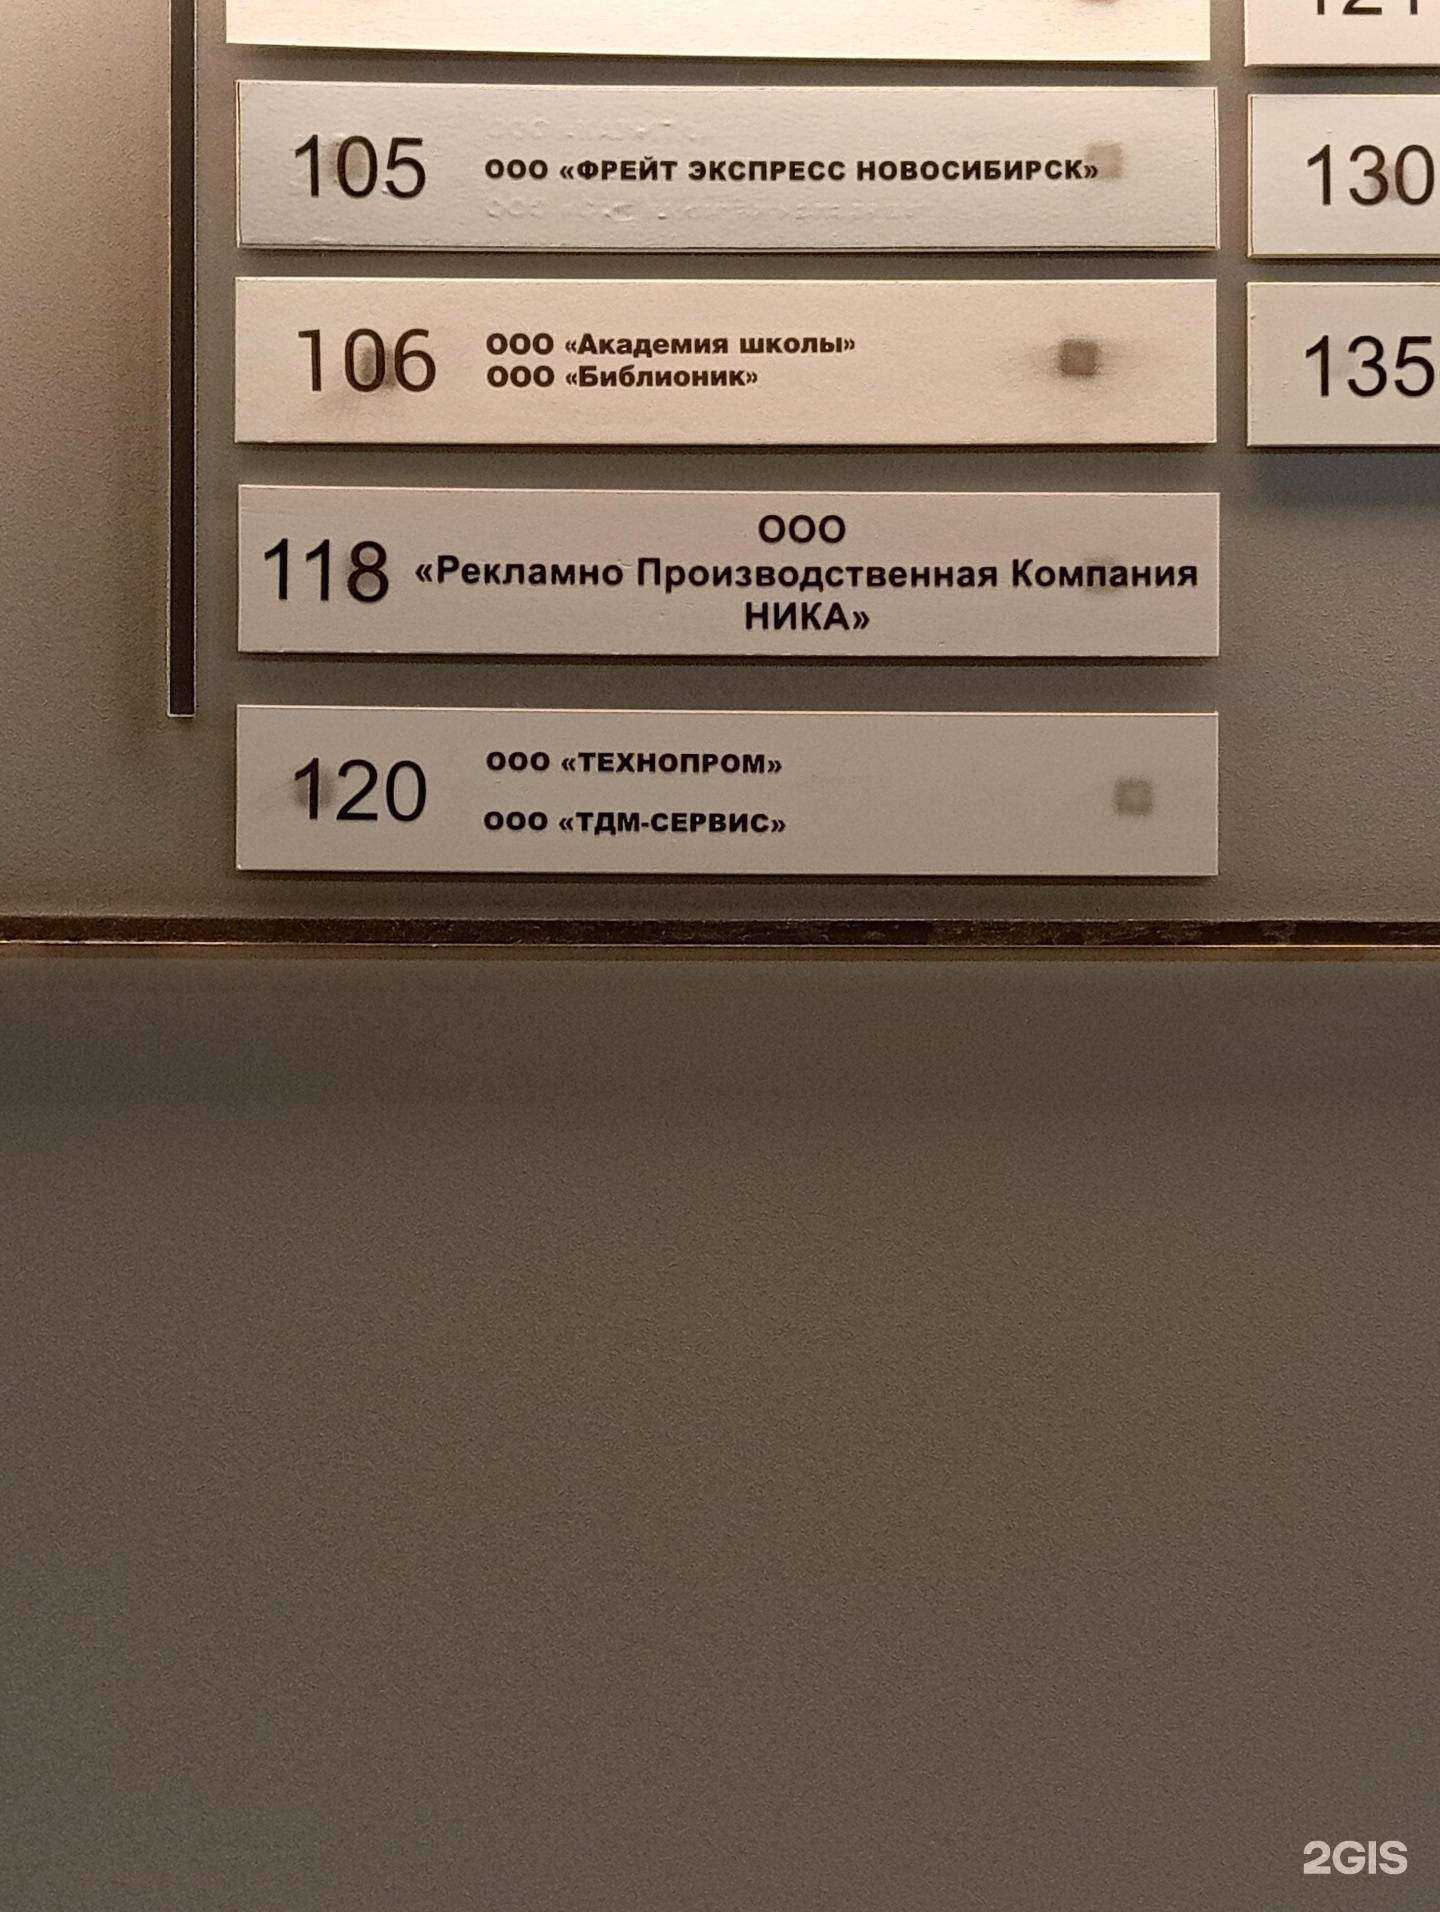 105
ООО «ФРЕЙТ ЭКСПРЕСС НОВОСИБИРСК»
106
ООО «Академия школы»
ООО «Библионик»
118
ООО
«Рекламно Производственная Компания
НИКА»
120
ООО «ТЕХНОПРОМ»
ООО «ТДМ-СЕРВИС»
130
135
2GIS